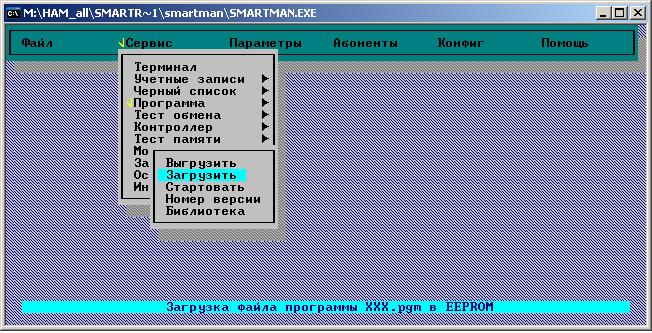 M:\HAM_all\SMARTR~1\smartman\SMARTMAN.EXE
Файл Сервис Параметры Абоненты Конфиг Помощь
Терминал
Учетные записи
Черный список
Программа
Тест обмена
Контроллер
Тест памяти
Мо
За
Ос
Ин
Выгрузить
Загрузить
Стартовать
Номер версии
Библиотека
Загрузка файла программы XXX.pgm в EEPROM